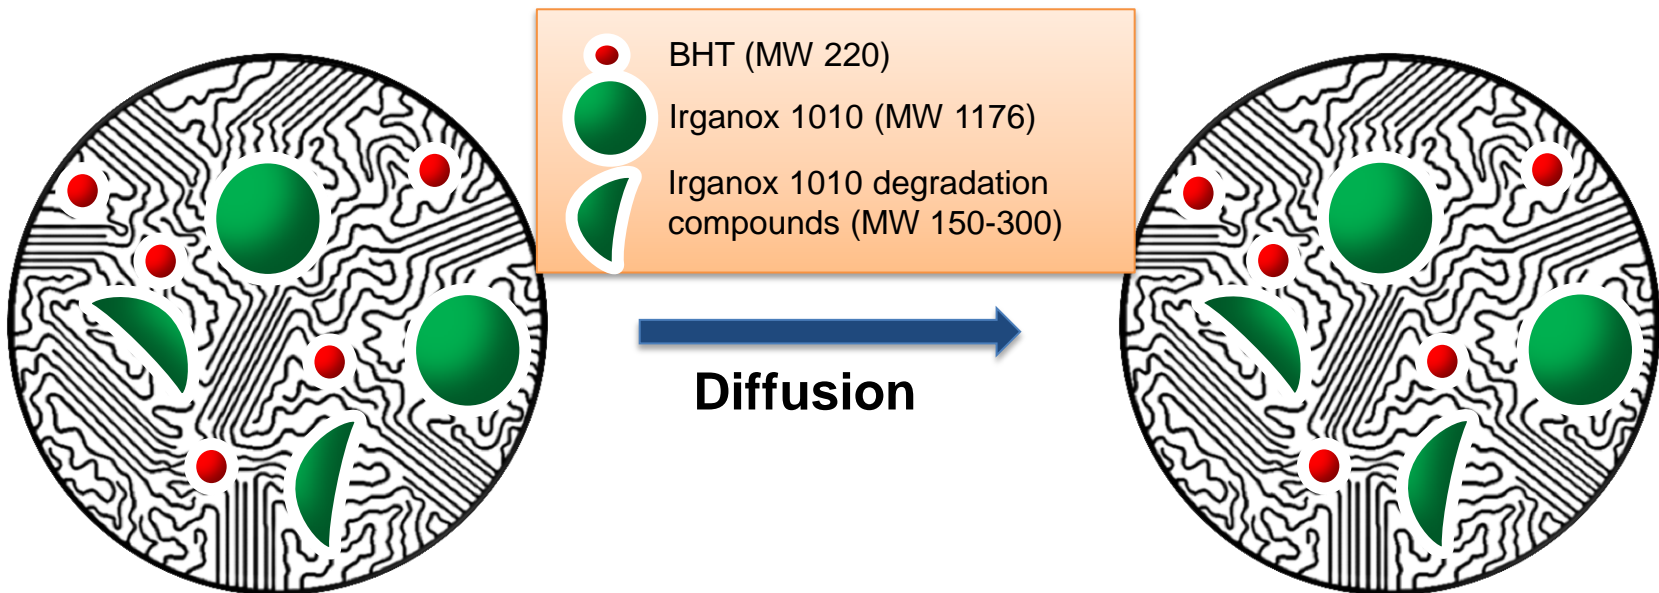 BHT (MW 220)
Irganox 1010 (MW 1176)
Irganox 1010 degradation
compounds (MW 150-300)
Diffusion